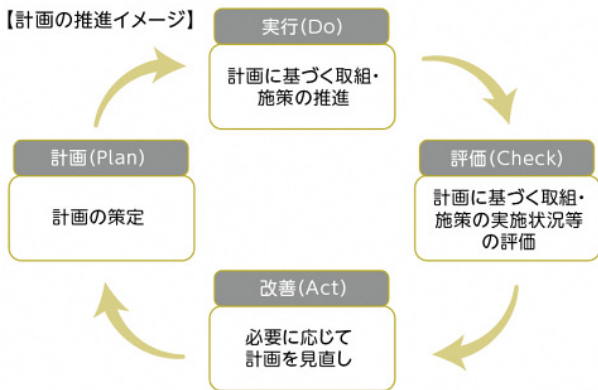 【計画の推進イメージ】
実行(Do)
計画に基づく取組・
施策の推進
計画(Plan)
計画の策定
評価(Check)
計画に基づく取組・
施策の実施状況等
の評価
改善(Act)
必要に応じて
計画を見直し